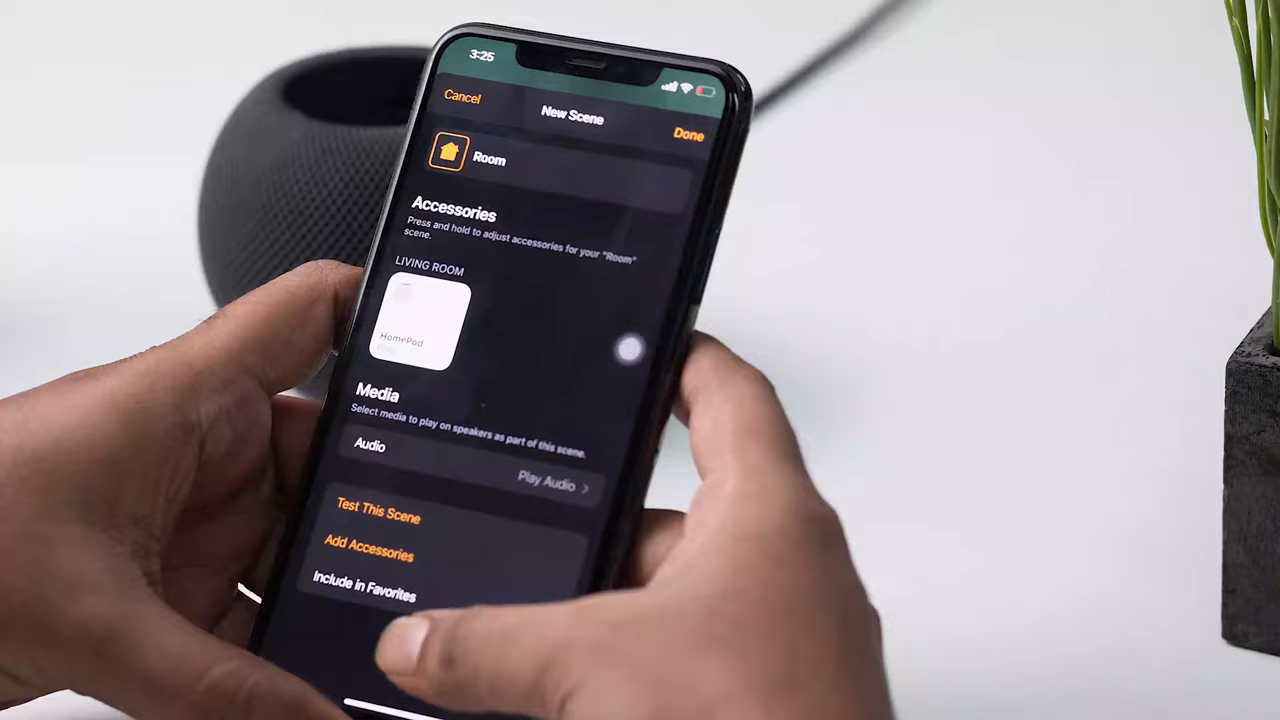 3:25
Cancel
New Scene
Done
Room
Accessories
Press and hold to adjust accessories for your "Room"
scene.
LIVING ROOM
HomePod
Media
Select media to play on speakers as part of this scene.
Audio
Play Audio
Test This Scene
Add Accessories
Include in Favorites